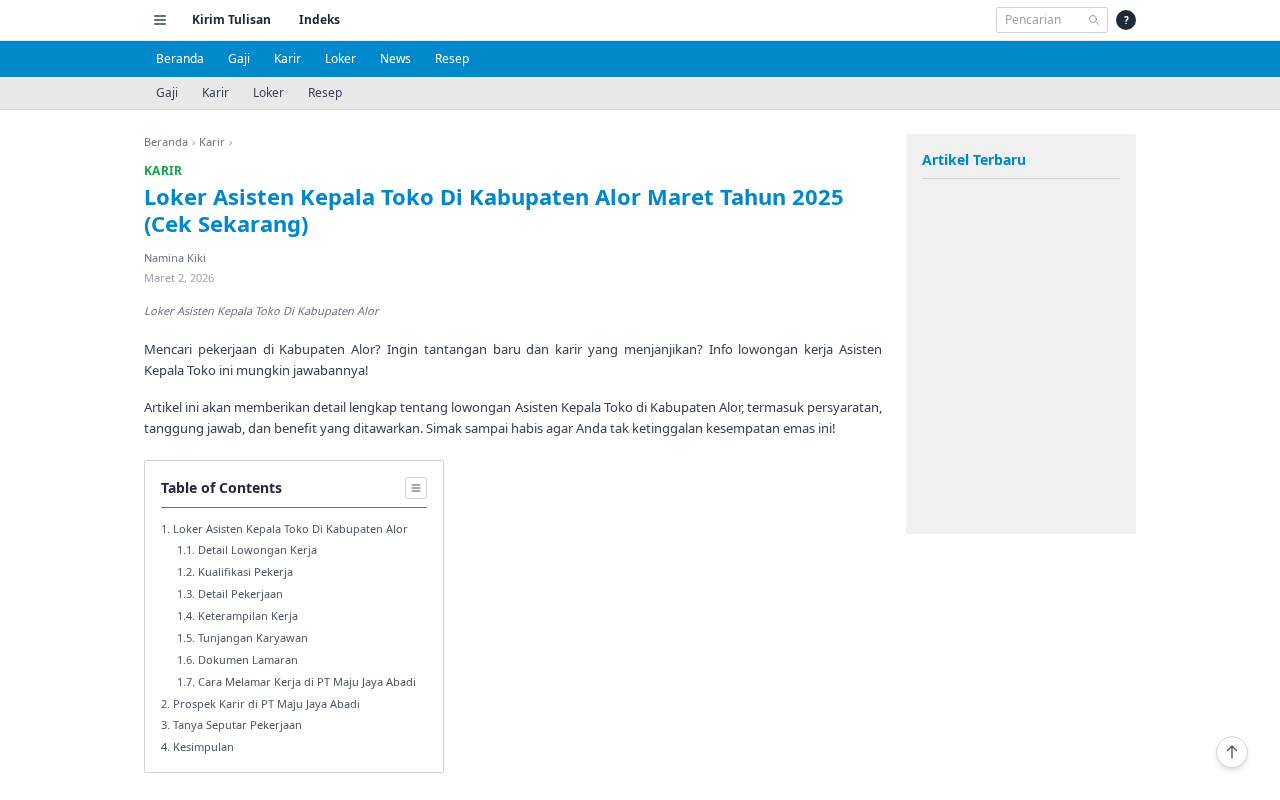 Kirim Tulisan
Indeks
Pencarian
?
Beranda
Gaji
Karir
Loker
News
Resep
Gaji
Karir
Loker
Resep
Beranda › Karir ›
KARIR
Loker Asisten Kepala Toko Di Kabupaten Alor Maret Tahun 2025
(Cek Sekarang)
Namina Kiki
Maret 2, 2026
Loker Asisten Kepala Toko Di Kabupaten Alor
Mencari pekerjaan di Kabupaten Alor? Ingin tantangan baru dan karir yang menjanjikan? Info lowongan kerja Asisten
Kepala Toko ini mungkin jawabannya!
Artikel ini akan memberikan detail lengkap tentang lowongan Asisten Kepala Toko di Kabupaten Alor, termasuk persyaratan,
tanggung jawab, dan benefit yang ditawarkan. Simak sampai habis agar Anda tak ketinggalan kesempatan emas ini!
Table of Contents
1. Loker Asisten Kepala Toko Di Kabupaten Alor
1.1. Detail Lowongan Kerja
1.2. Kualifikasi Pekerja
1.3. Detail Pekerjaan
1.4. Keterampilan Kerja
1.5. Tunjangan Karyawan
1.6. Dokumen Lamaran
1.7. Cara Melamar Kerja di PT Maju Jaya Abadi
2. Prospek Karir di PT Maju Jaya Abadi
3. Tanya Seputar Pekerjaan
4. Kesimpulan
Artikel Terbaru